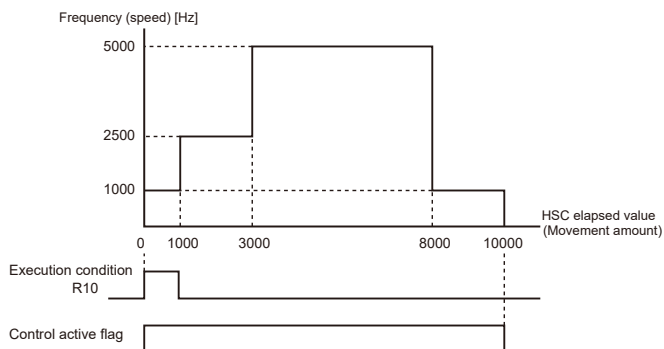 Frequency (speed) [Hz]
5000
2500
1000
0 1000 3000 8000 10000
HSC elapsed value
(Movement amount)
Execution condition
R10
Control active flag